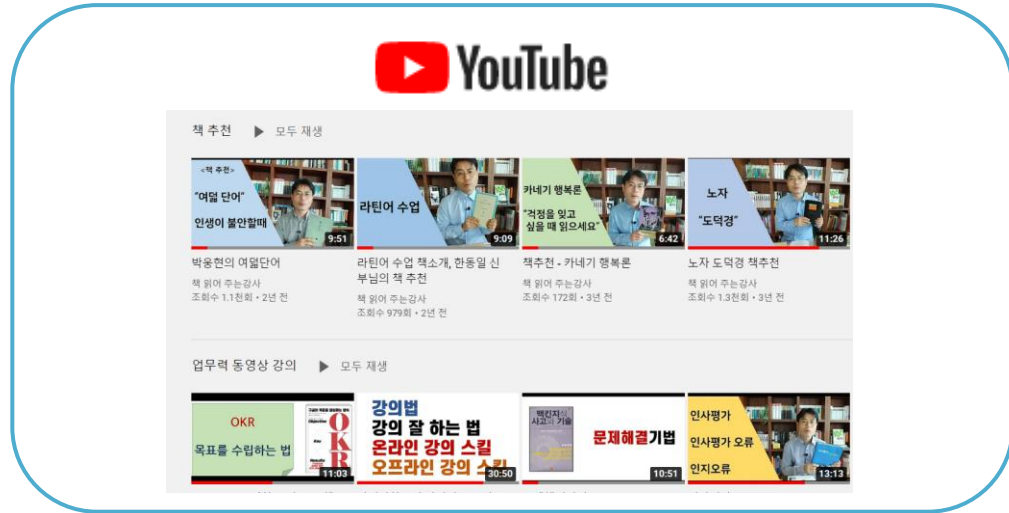 YouTube
책 추천 ▶ 모두 재생
<책 추천>
"여덟 단어"
인생이 불안할때
9:51
라틴어 수업
9:09
카네기 행복론
"걱정을 잊고
싶을 때 읽으세요"
6:42
노자
"도덕경"
11:26
박웅현의 여덟단어
책 읽어 주는강사
조회수 1.1천회 • 2년 전
라틴어 수업 책소개, 한동일 신
부님의 책 추천
책 읽어 주는강사
조회수 979회 • 2년 전
책추천 - 카네기 행복론
책 읽어 주는강사
조회수 172회 • 3년 전
노자 도덕경 책추천
책 읽어 주는강사
조회수 1.3천회 • 3년 전
업무력 동영상 강의 ▶ 모두 재생
OKR
목표를 수립하는 법
OKR
11:03
강의법
강의 잘 하는 법
온라인 강의 스킬
오프라인 강의 스킬
30:50
맥킨지식
사고와 기술
문제해결기법
10:51
인사평가
인사평가 오류
인지오류
13:13